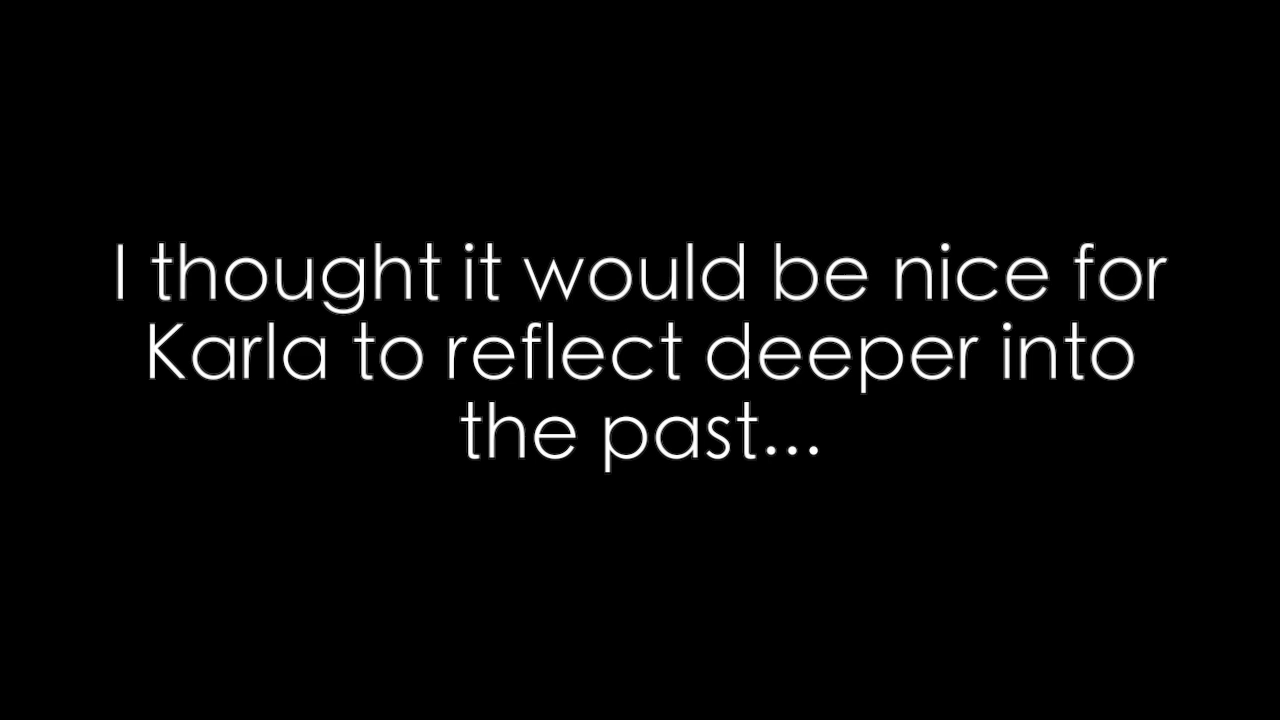 I thought it would be nice for
Karla to reflect deeper into
the past...